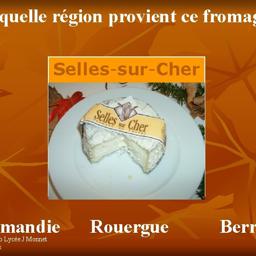 quelle région provient ce fromag
Selles-sur-Cher
Selles sur Cher
mandie Rouergue Berr
Lycée J Monnet